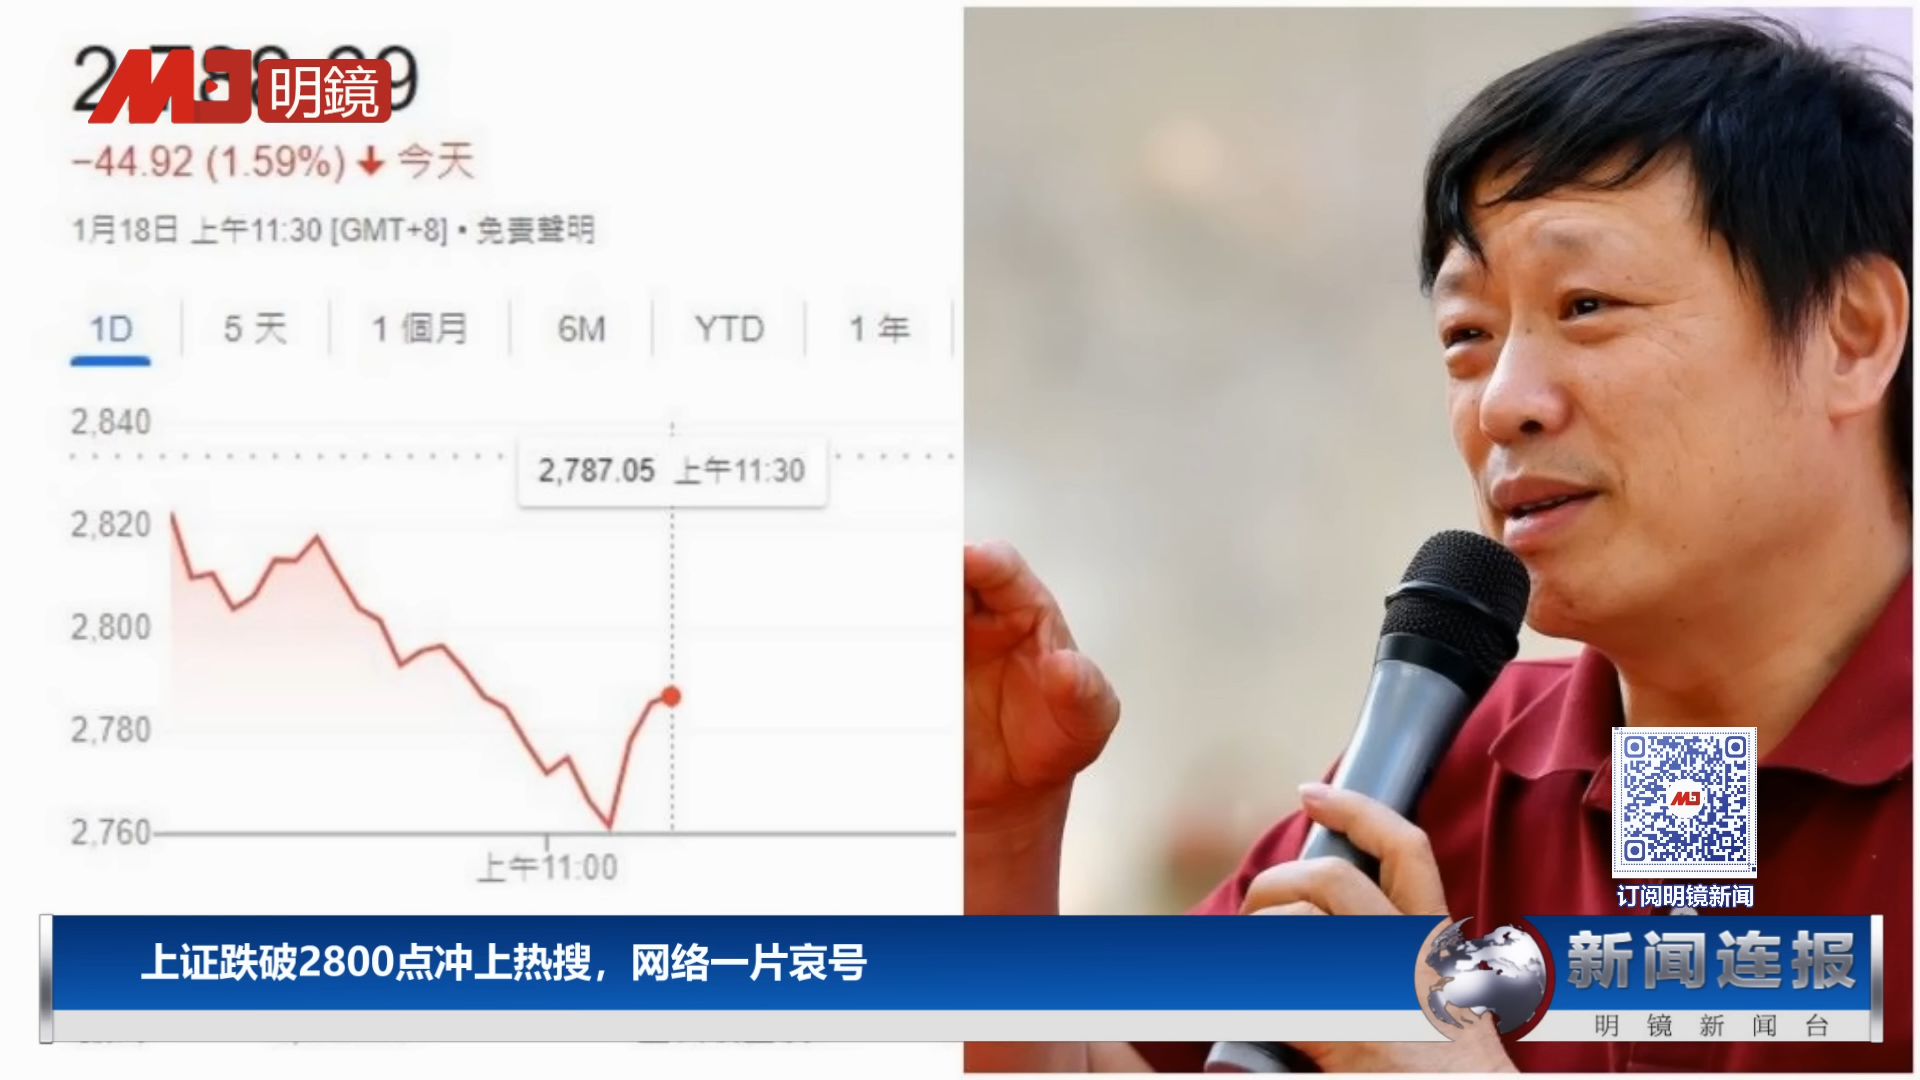 明鏡
−44.92 (1.59%) 今天
1月18日 上午11:30 [GMT+8] • 免責聲明
1D 5 天 1 個月 6M YTD 1 年
2,840
2,787.05 上午11:30
2,820
2,800
2,780
2,760
上午11:00
订阅明镜新闻
上证跌破2800点冲上热搜，网络一片哀号
新闻连报
明镜新闻台